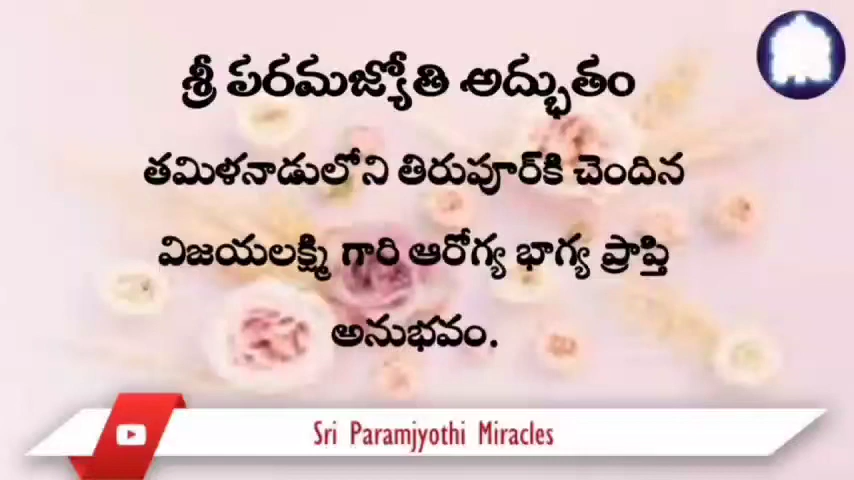 శ్రీ పరమజ్యోతి అద్భుతం
తమిళనాడులోని తిరుపూర్‌కి చెందిన
విజయలక్ష్మి గారి ఆరోగ్య భాగ్య ప్రాప్తి
అనుభవం.
Sri Paramjyothi Miracles